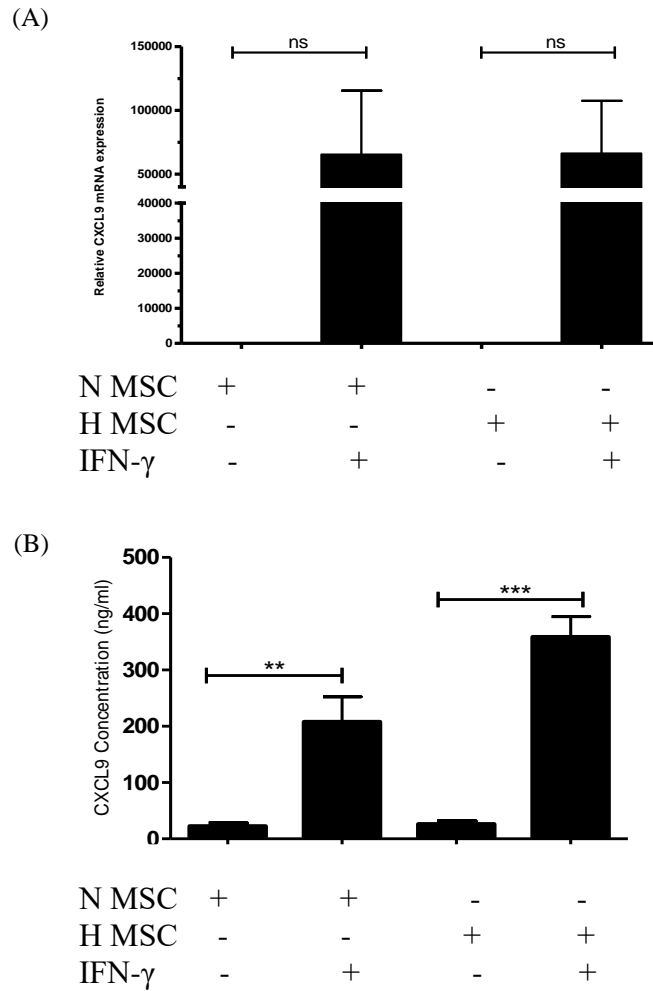 (A)
ns ns
150000
100000
50000
40000
30000
20000
10000
0
Relative CXCL9 mRNA expression
N MSC + + - -
H MSC - - + +
IFN-γ - + - +
(B)
500
400
300
200
100
0
CXCL9 Concentration (ng/ml)
** ***
N MSC + + - -
H MSC - - + +
IFN-γ - + - +